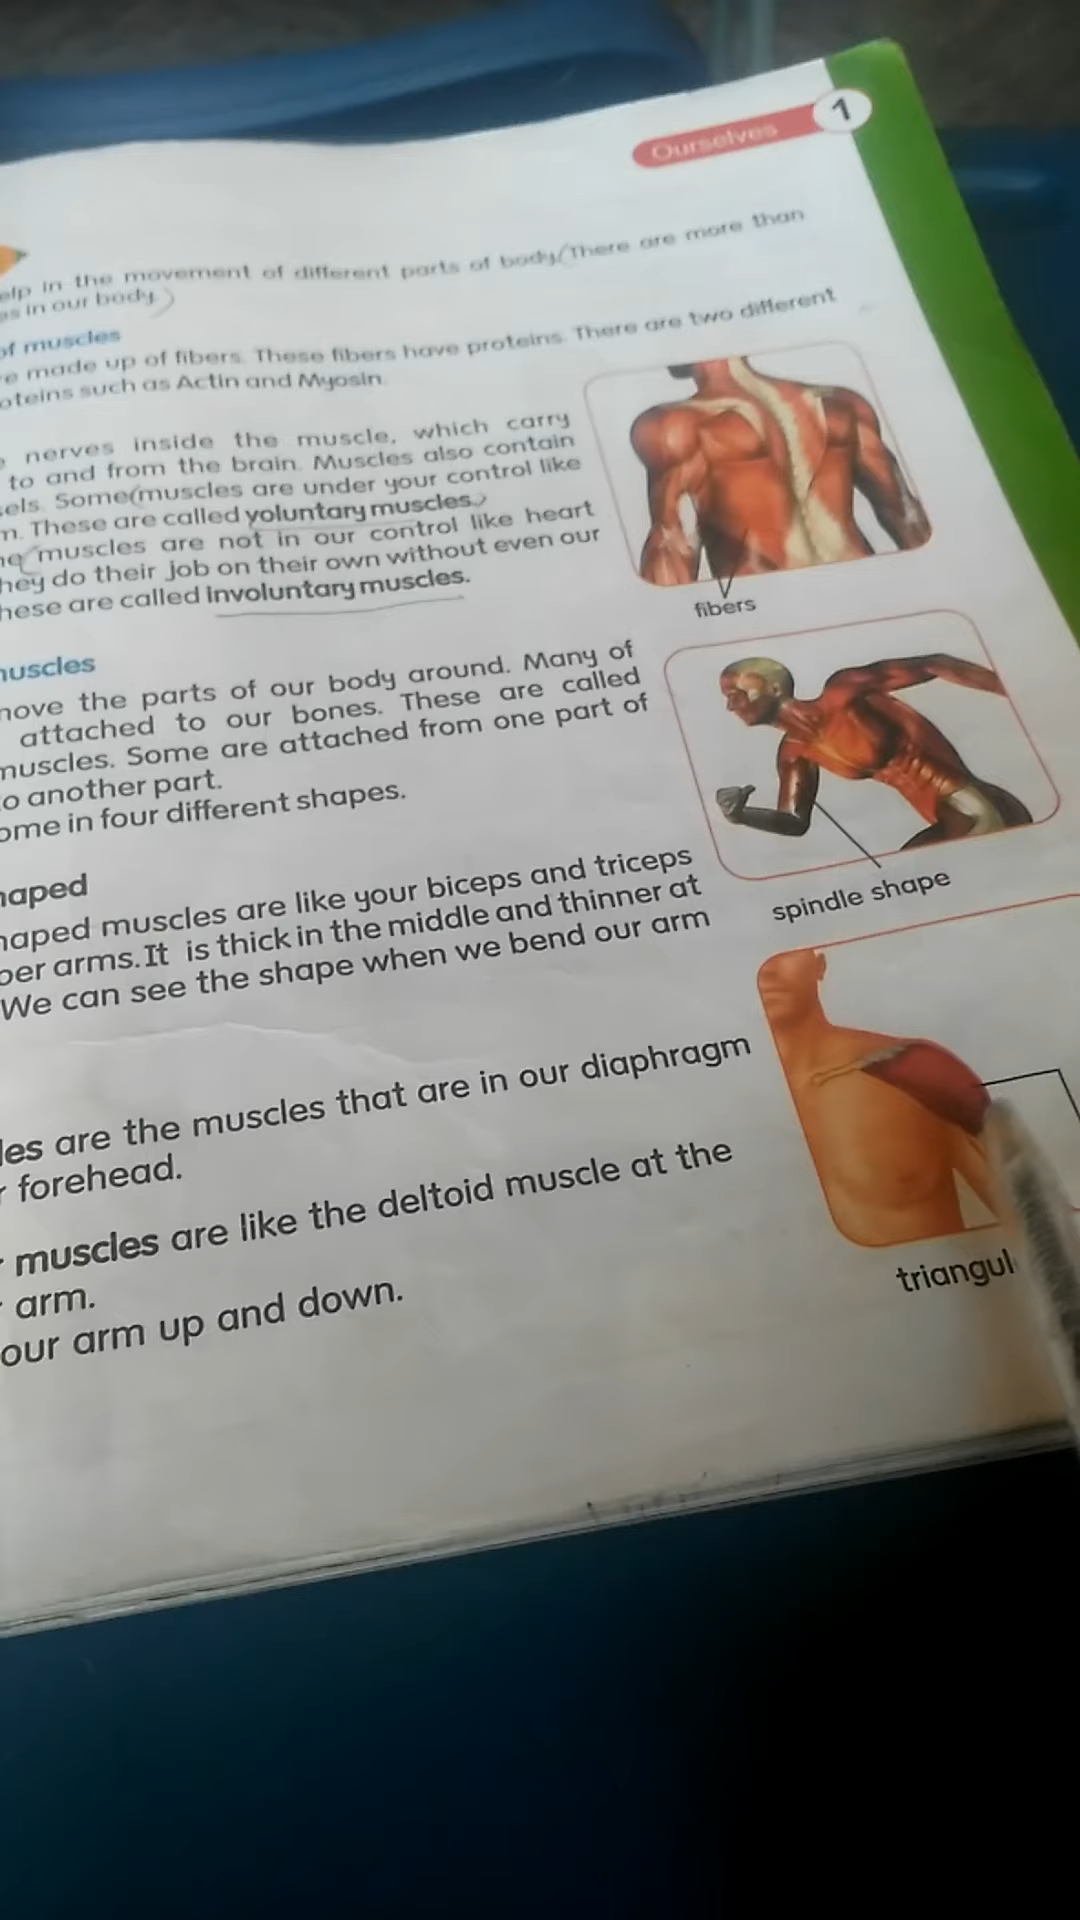 Ourselves 1
elp in the movement of different parts of body. There are more than
es in our body.
of muscles
e made up of fibers. These fibers have proteins. There are two different
oteins such as Actin and Myosin.
nerves inside the muscle, which carry
to and from the brain. Muscles also contain
els. Some muscles are under your control like
m. These are called voluntary muscles.
muscles are not in our control like heart
hey do their job on their own without even our
hese are called involuntary muscles.
fibers
muscles
nove the parts of our body around. Many of
attached to our bones. These are called
muscles. Some are attached from one part of
to another part.
ome in four different shapes.
spindle shape
haped
haped muscles are like your biceps and triceps
per arms. It is thick in the middle and thinner at
We can see the shape when we bend our arm
les are the muscles that are in our diaphragm
r forehead.
r muscles are like the deltoid muscle at the
r arm.
our arm up and down.
triangul